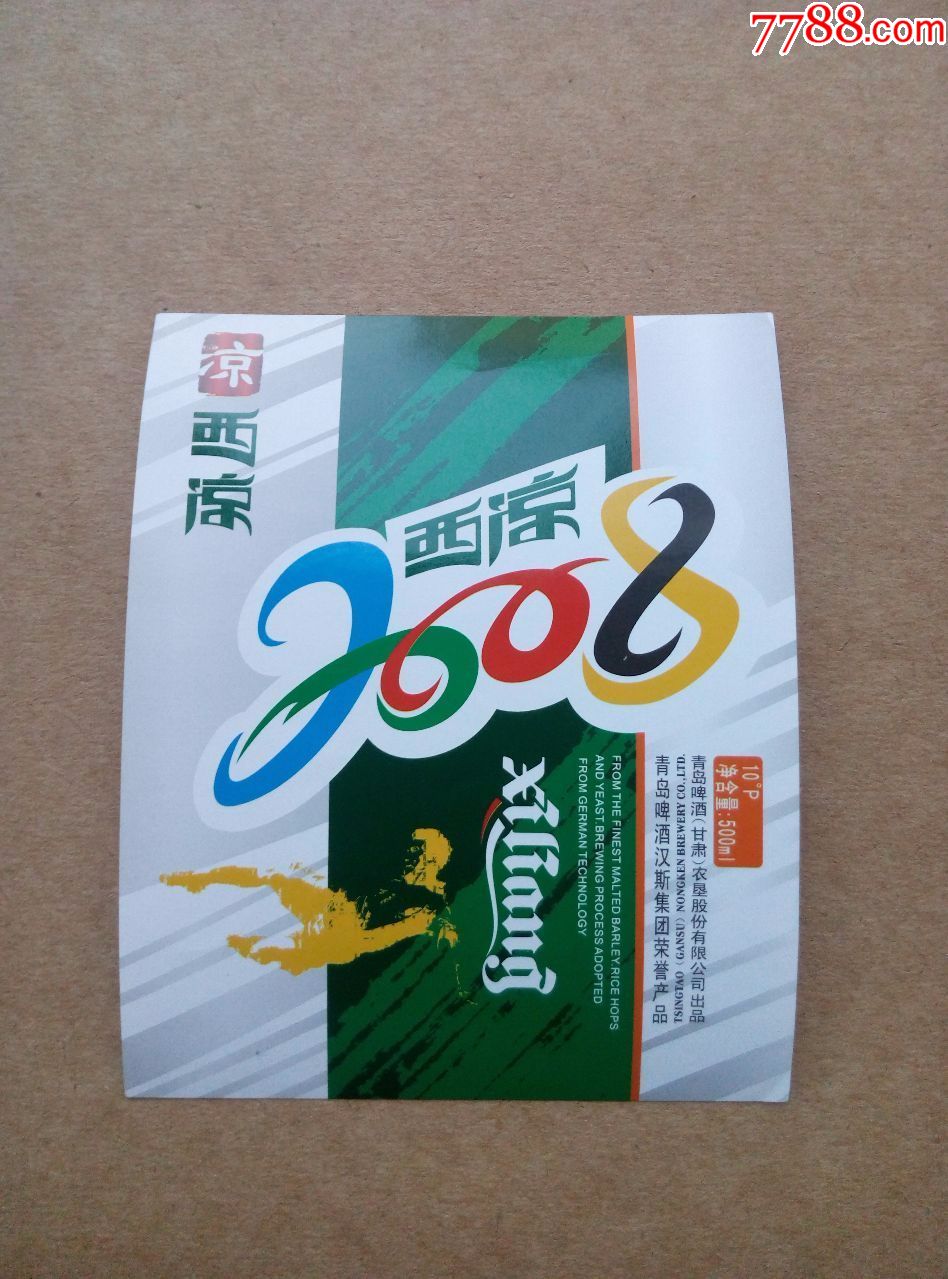 7788.com
凉
西凉
西凉
2008
xiliang
FROM THE FINEST MALTED BARLEY.RICE HOPS
AND YEAST.BREWING PROCESS ADOPTED
FROM GERMAN TECHNOLOGY
10°P
净含量:500ml
青岛啤酒(甘肃)农垦股份有限公司出品
TSINGTAO (GANSU) NONGKEN BREWERY CO.,LTD.
青岛啤酒汉斯集团荣誉产品